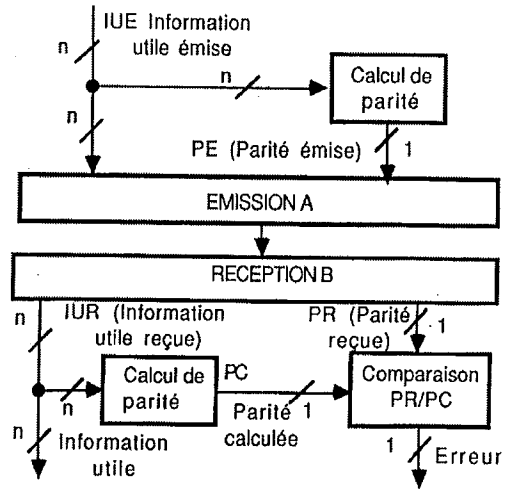 IUE Information
utile émise
n
n
n
Calcul de
parité
PE (Parité émise)
1
EMISSION A
RECEPTION B
n
IUR (Information
utile reçue)
PR (Parité
reçue)
1
n
Calcul de
parité
PC
Parité
calculée
1
Comparaison
PR/PC
n
Information
utile
1
Erreur